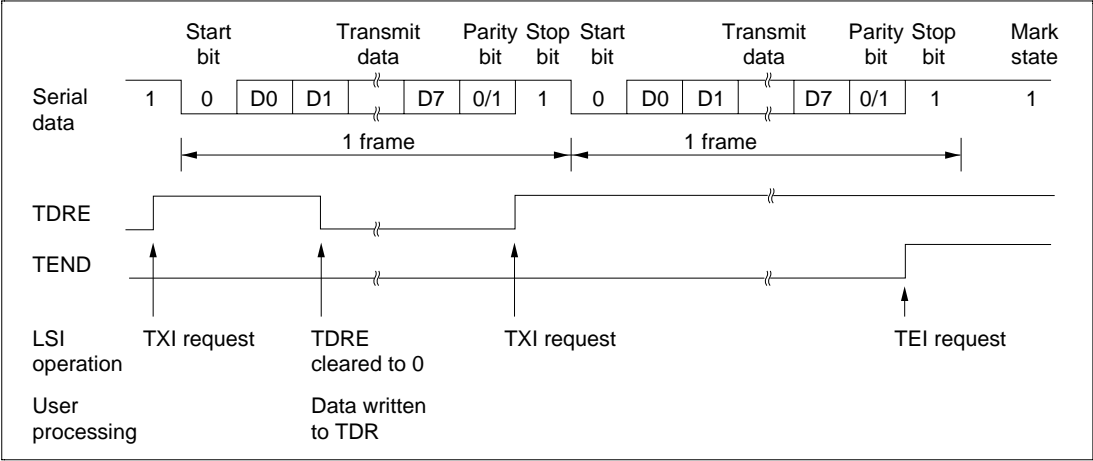 Start bit Transmit data Parity bit Stop bit Start bit Transmit data Parity bit Stop bit Mark state
Serial data 1 0 D0 D1 D7 0/1 1 0 D0 D1 D7 0/1 1 1
1 frame 1 frame
TDRE
TEND
LSI operation TXI request TDRE cleared to 0 TXI request TEI request
User processing Data written to TDR